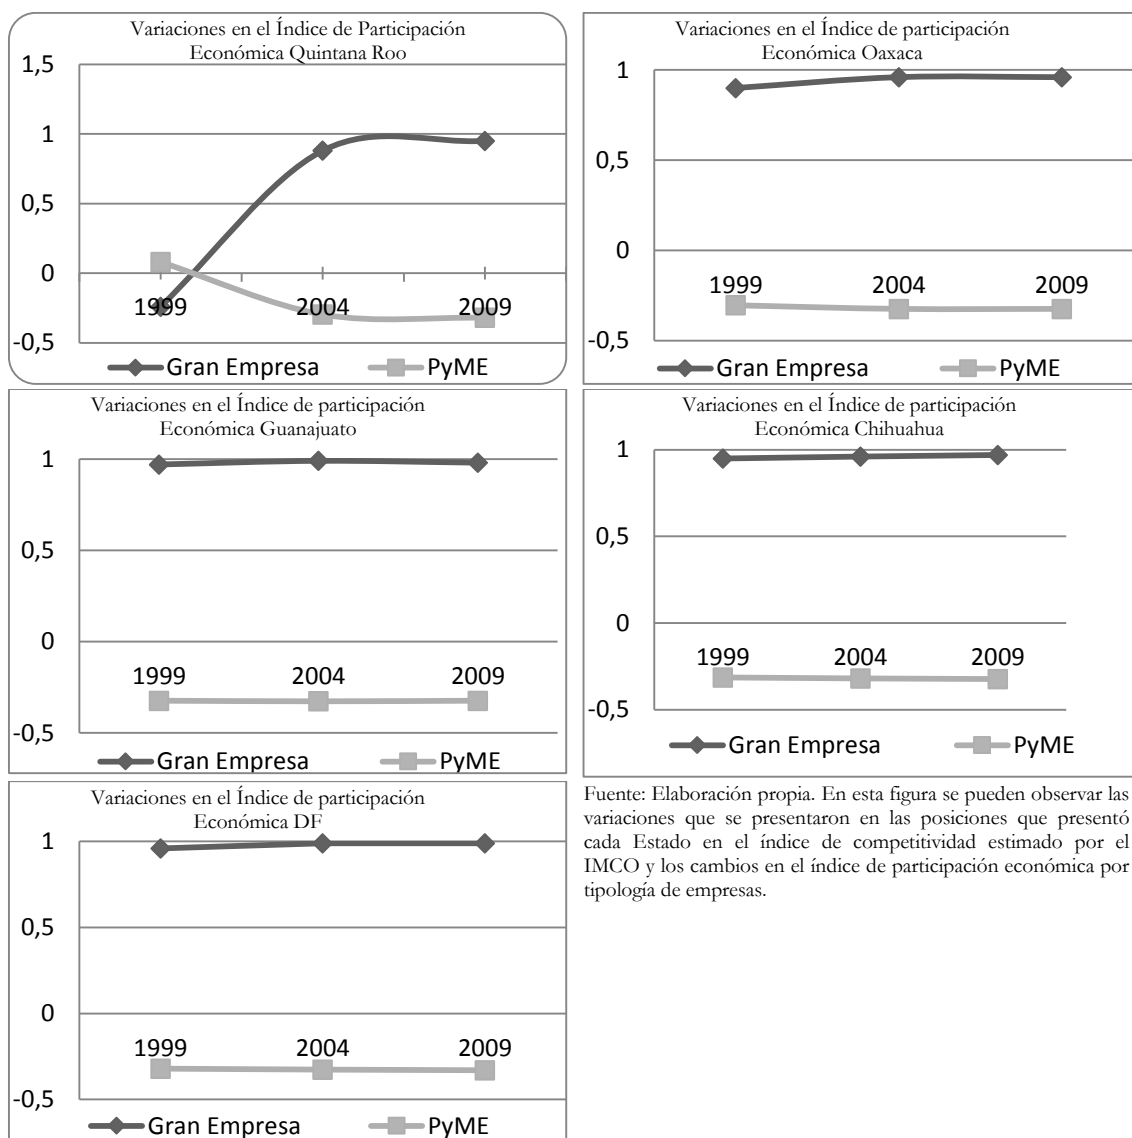 Variaciones en el Índice de Participación
Económica Quintana Roo
1,5
1
0,5
0
-0,5
1999
2004
2009
Gran Empresa
PyME
Variaciones en el Índice de participación
Económica Oaxaca
1
0,5
0
-0,5
1999
2004
2009
Gran Empresa
PyME
Variaciones en el Índice de participación
Económica Guanajuato
1
0,5
0
-0,5
1999
2004
2009
Gran Empresa
PyME
Variaciones en el Índice de participación
Económica Chihuahua
1
0,5
0
-0,5
1999
2004
2009
Gran Empresa
PyME
Variaciones en el Índice de participación
Económica DF
1
0,5
0
-0,5
1999
2004
2009
Gran Empresa
PyME
Fuente: Elaboración propia. En esta figura se pueden observar las
variaciones que se presentaron en las posiciones que presentó
cada Estado en el índice de competitividad estimado por el
IMCO y los cambios en el índice de participación económica por
tipología de empresas.